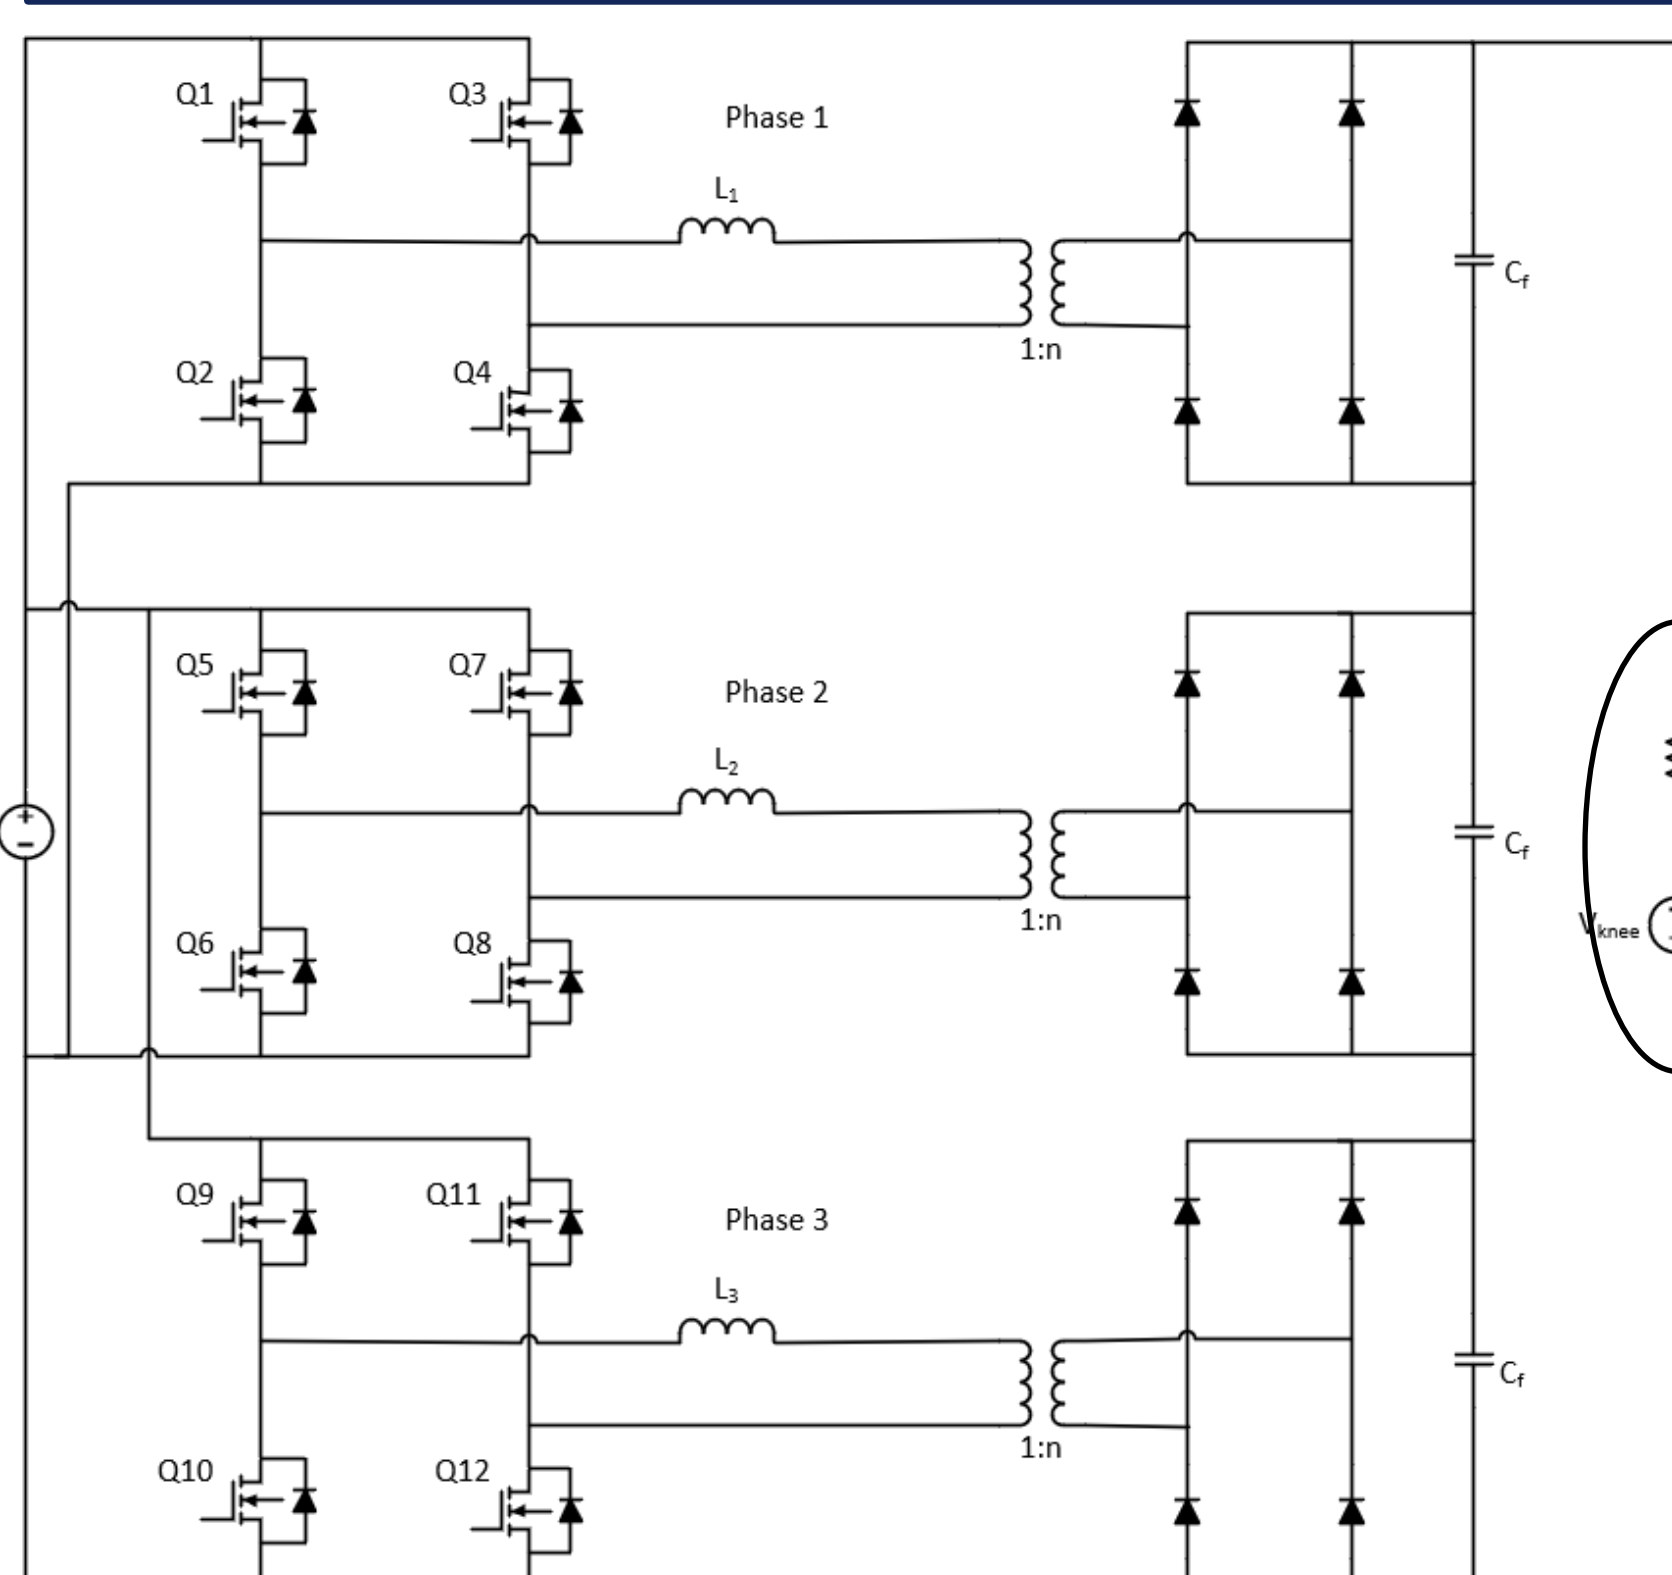 Q1
Q3
Phase 1
L₁
Cf
Q2
Q4
1:n
Q5
Q7
Phase 2
L₂
+
−
Cf
Q6
Q8
1:n
Vknee
Q9
Q11
Phase 3
L₃
Cf
Q10
Q12
1:n